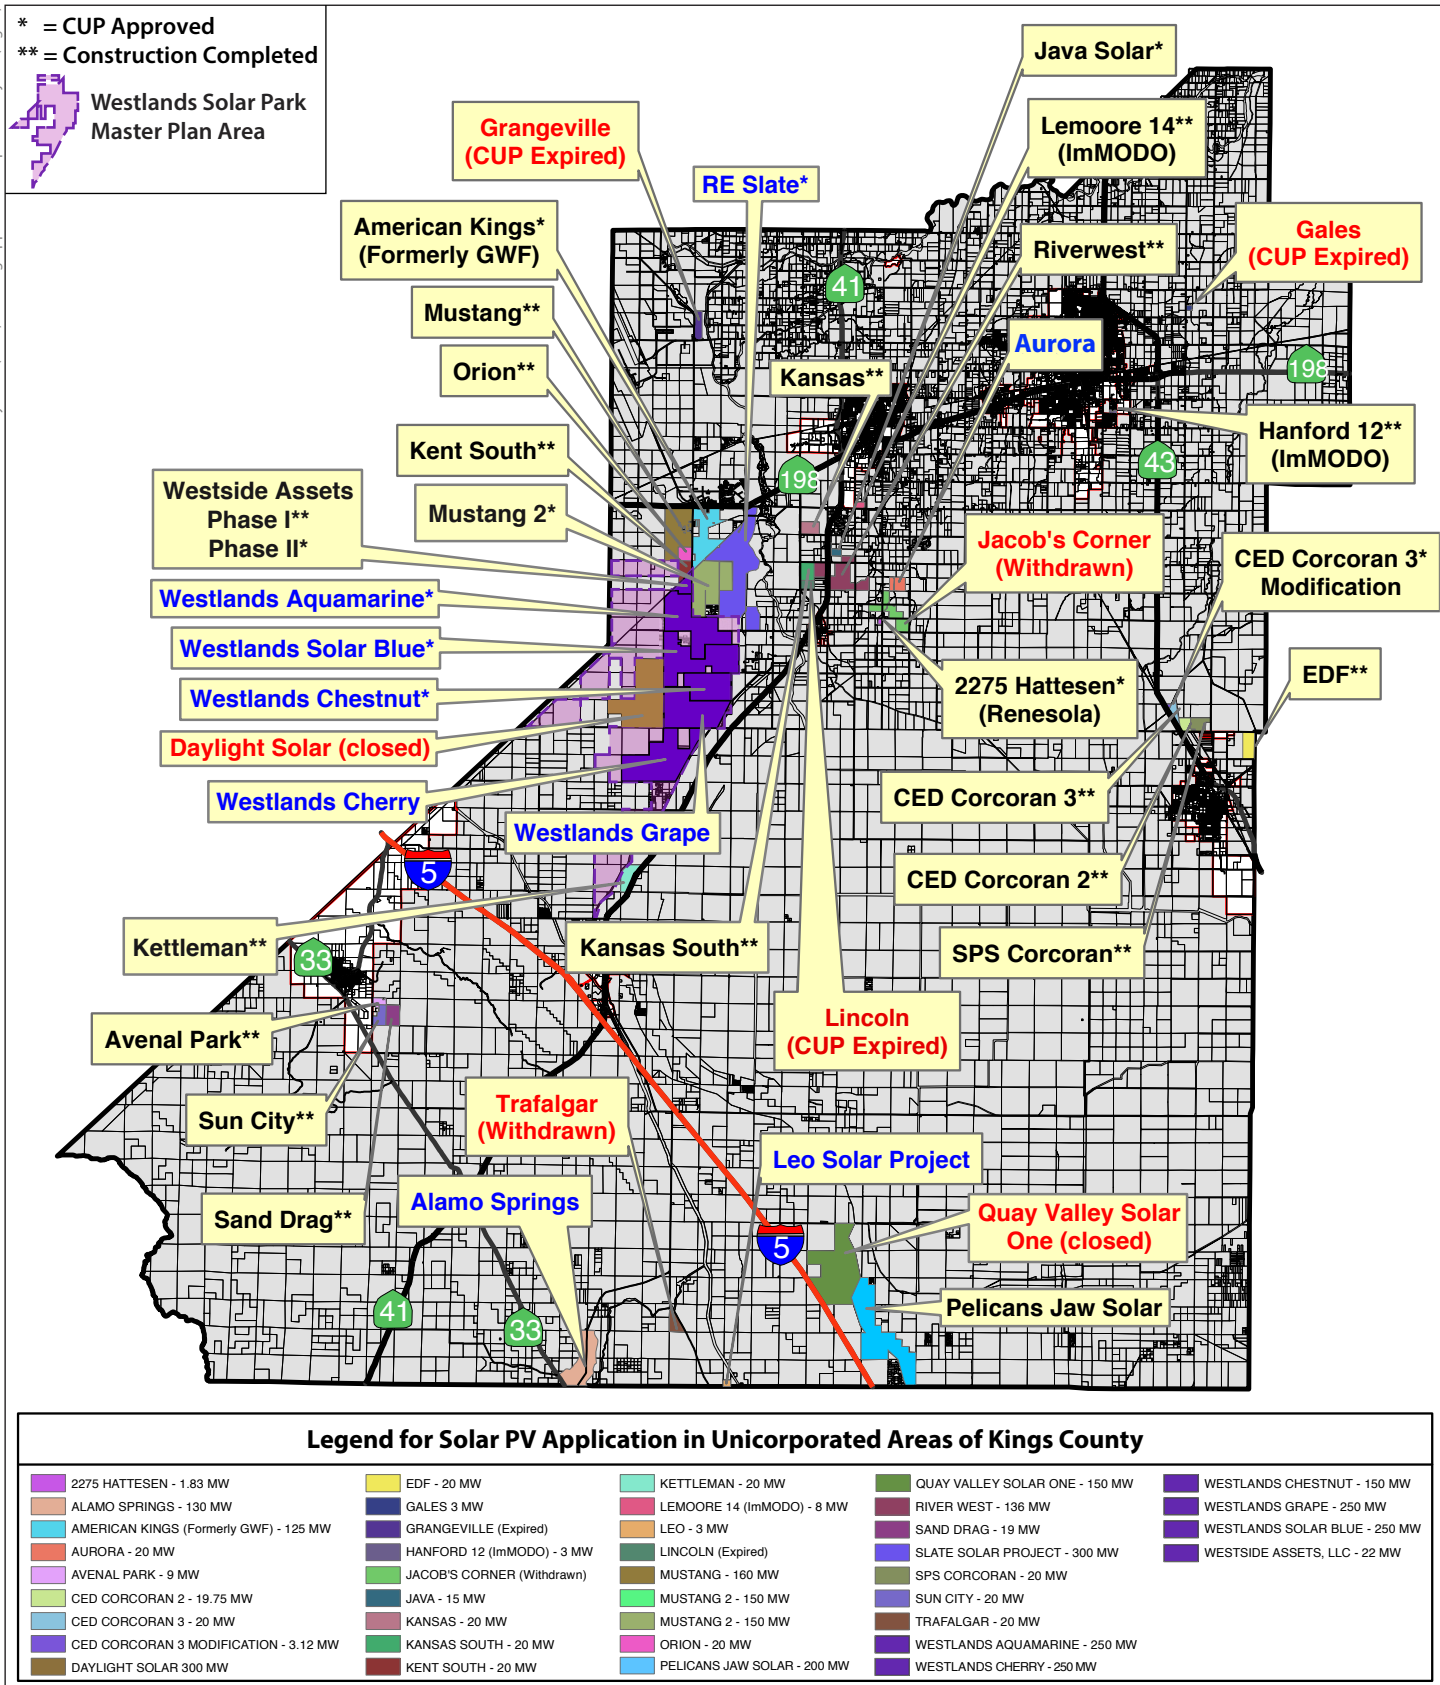 * = CUP Approved
** = Construction Completed
Westlands Solar Park
Master Plan Area
Java Solar*
Grangeville
(CUP Expired)
Lemoore 14**
(ImMODO)
RE Slate*
American Kings*
(Formerly GWF)
Gales
(CUP Expired)
Riverwest**
41
Mustang**
Aurora
Orion**
Kansas**
198
Hanford 12**
(ImMODO)
Kent South**
43
198
Westside Assets
Phase I**
Phase II*
Mustang 2*
Jacob's Corner
(Withdrawn)
CED Corcoran 3*
Modification
Westlands Aquamarine*
Westlands Solar Blue*
EDF**
2275 Hattesen*
(Renesola)
Westlands Chestnut*
Daylight Solar (closed)
Westlands Cherry
CED Corcoran 3**
Westlands Grape
5
CED Corcoran 2**
Kettleman**
33
Kansas South**
SPS Corcoran**
Avenal Park**
Lincoln
(CUP Expired)
Sun City**
Trafalgar
(Withdrawn)
Leo Solar Project
Sand Drag**
Alamo Springs
Quay Valley Solar
One (closed)
5
Pelicans Jaw Solar
41
33
Legend for Solar PV Application in Unicorporated Areas of Kings County
2275 HATTESEN - 1.83 MW
ALAMO SPRINGS - 130 MW
AMERICAN KINGS (Formerly GWF) - 125 MW
AURORA - 20 MW
AVENAL PARK - 9 MW
CED CORCORAN 2 - 19.75 MW
CED CORCORAN 3 - 20 MW
CED CORCORAN 3 MODIFICATION - 3.12 MW
DAYLIGHT SOLAR 300 MW
EDF - 20 MW
GALES 3 MW
GRANGEVILLE (Expired)
HANFORD 12 (ImMODO) - 3 MW
JACOB'S CORNER (Withdrawn)
JAVA - 15 MW
KANSAS - 20 MW
KANSAS SOUTH - 20 MW
KENT SOUTH - 20 MW
KETTLEMAN - 20 MW
LEMOORE 14 (ImMODO) - 8 MW
LEO - 3 MW
LINCOLN (Expired)
MUSTANG - 160 MW
MUSTANG 2 - 150 MW
MUSTANG 2 - 150 MW
ORION - 20 MW
PELICANS JAW SOLAR - 200 MW
QUAY VALLEY SOLAR ONE - 150 MW
RIVER WEST - 136 MW
SAND DRAG - 19 MW
SLATE SOLAR PROJECT - 300 MW
SPS CORCORAN - 20 MW
SUN CITY - 20 MW
TRAFALGAR - 20 MW
WESTLANDS AQUAMARINE - 250 MW
WESTLANDS CHERRY - 250 MW
WESTLANDS CHESTNUT - 150 MW
WESTLANDS GRAPE - 250 MW
WESTLANDS SOLAR BLUE - 250 MW
WESTSIDE ASSETS, LLC - 22 MW